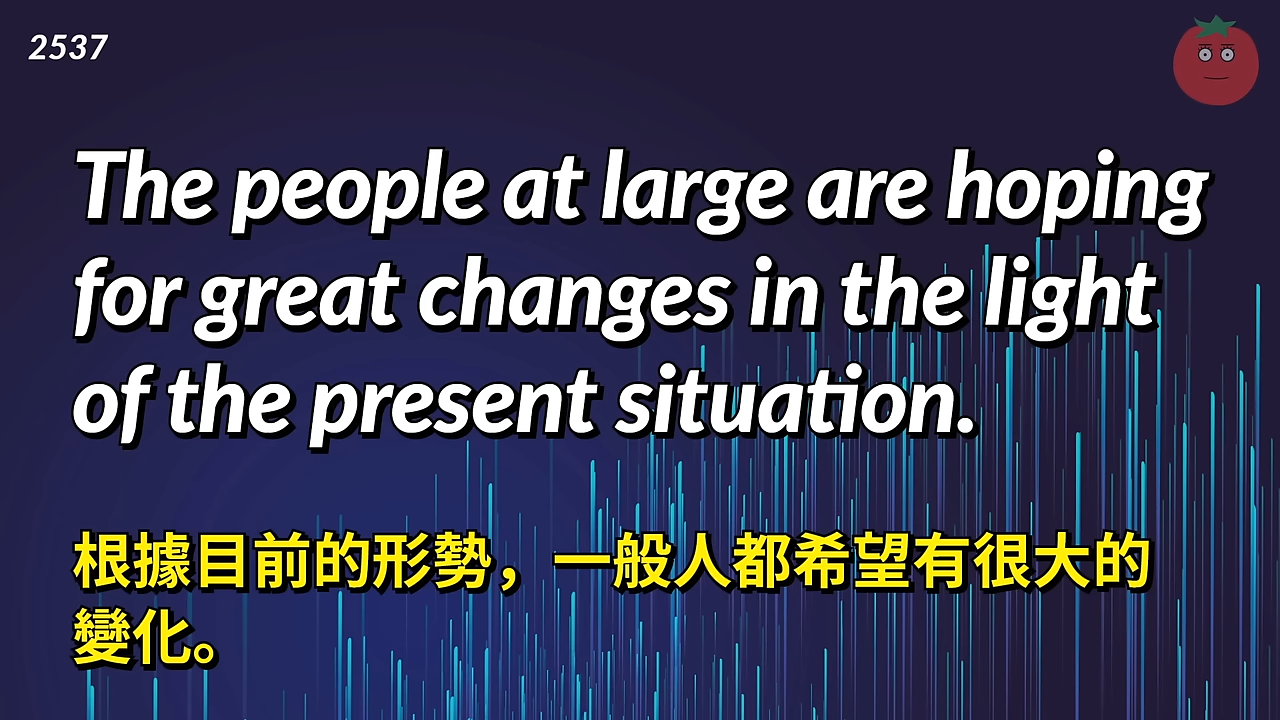 2537
The people at large are hoping
for great changes in the light
of the present situation.
根據目前的形勢，一般人都希望有很大的
變化。